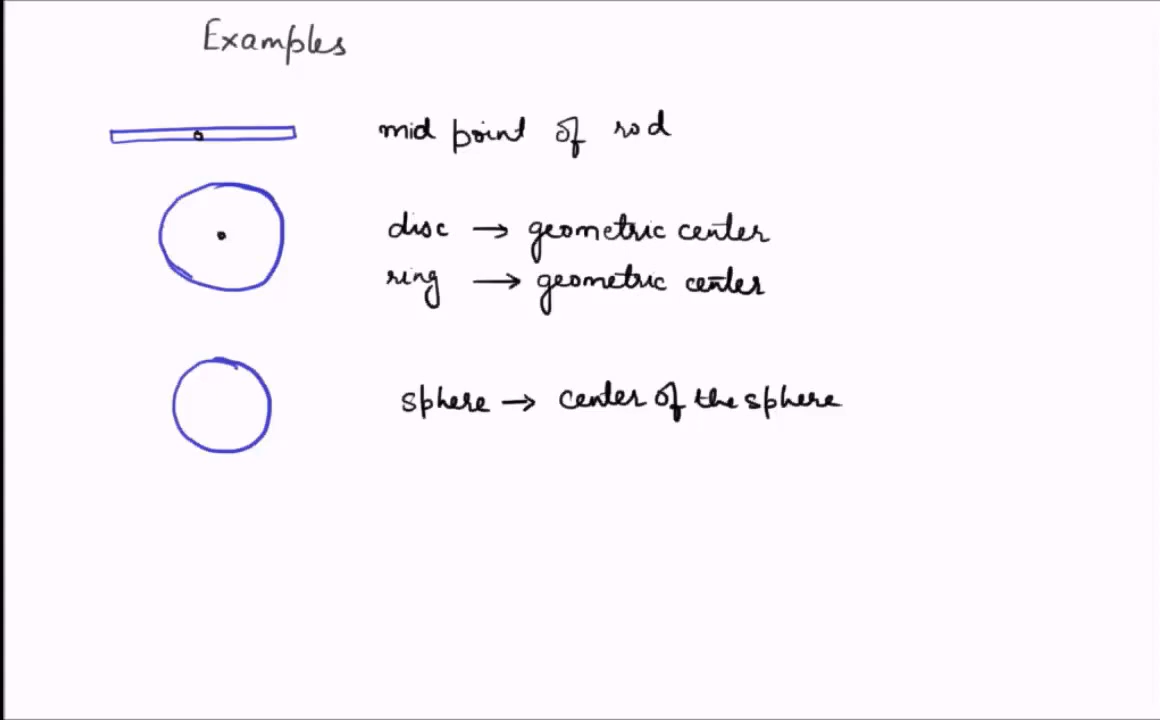 Examples
mid point of rod
disc → geometric center
ring → geometric center
sphere → center of the sphere